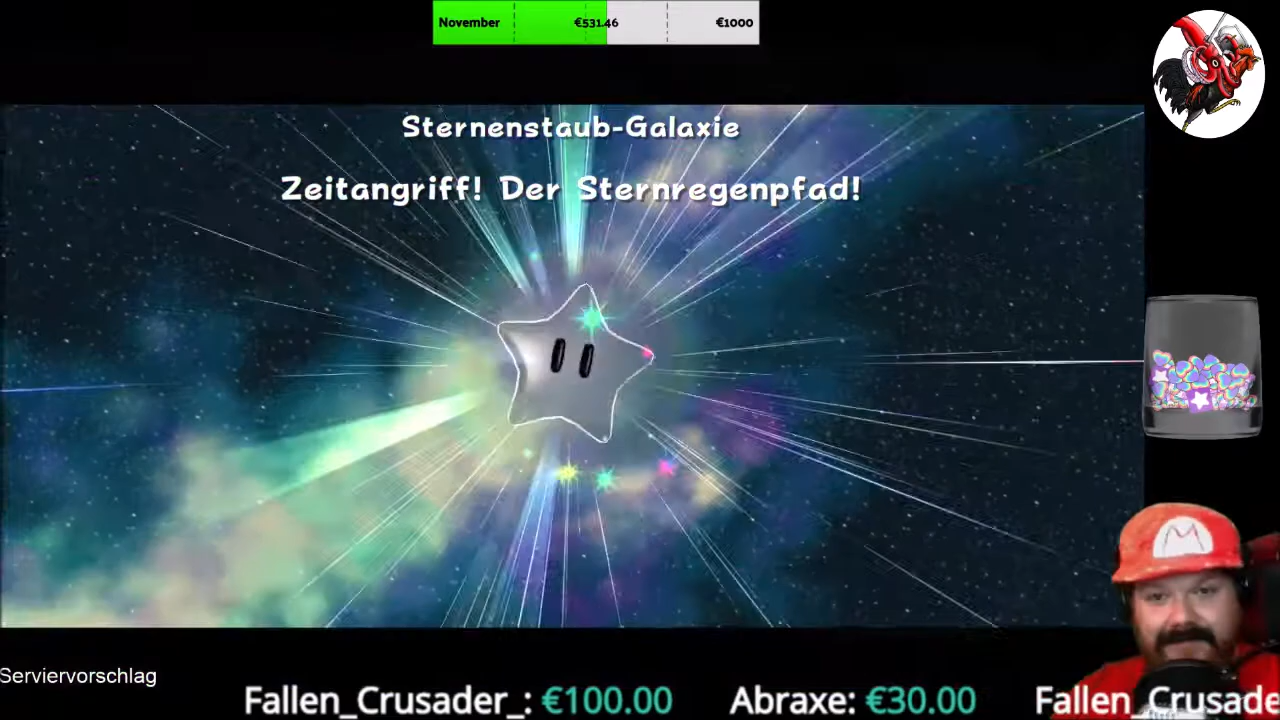 November €531.46 €1000
Sternenstaub-Galaxie
Zeitangriff! Der Sternregenpfad!
M
Serviervorschlag
Fallen_Crusader_: €100.00 Abraxe: €30.00 Fallen_Crusade